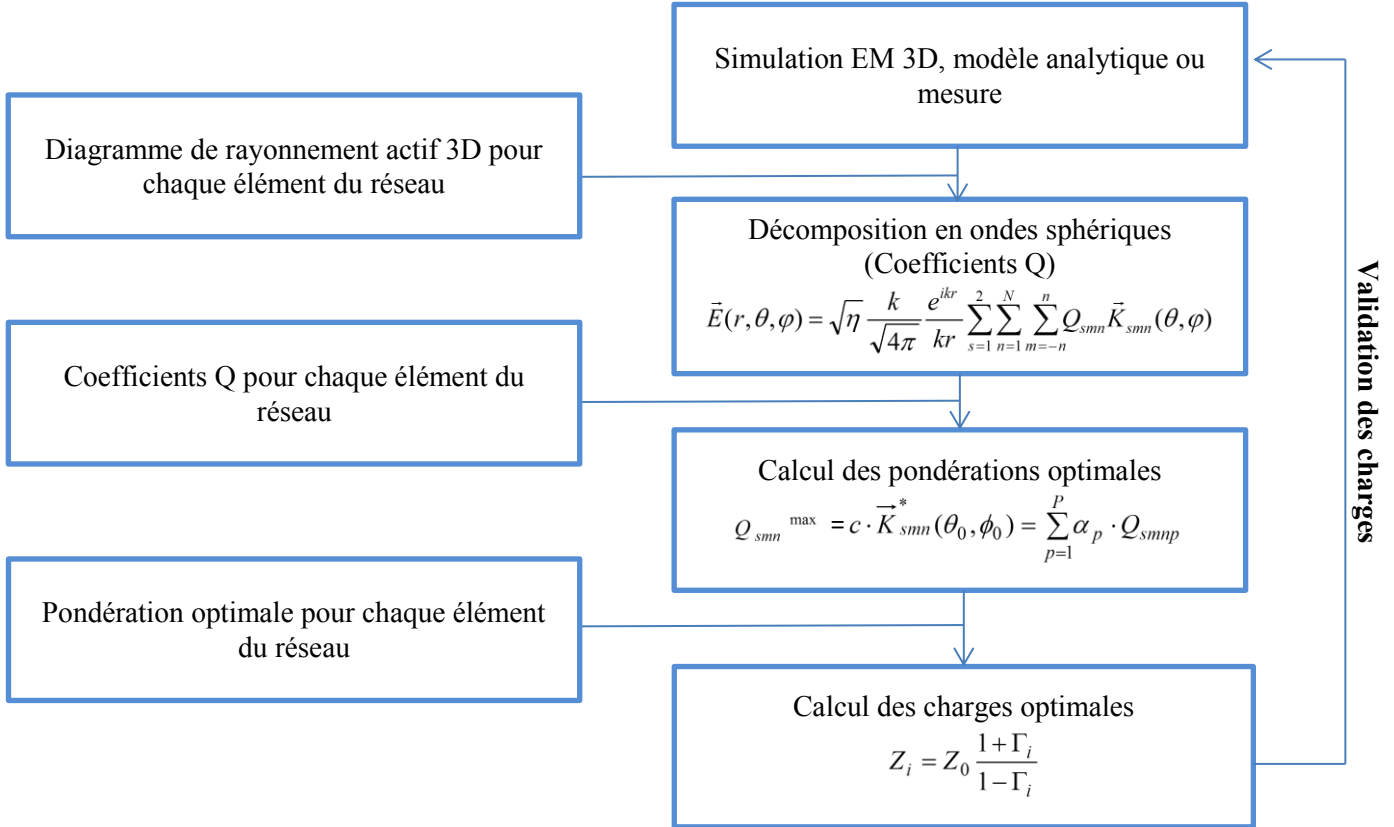 Simulation EM 3D, modèle analytique ou
mesure
Diagramme de rayonnement actif 3D pour
chaque élément du réseau
Décomposition en ondes sphériques
(Coefficients Q)
$\vec{E}(r,\theta,\varphi) = \sqrt{\eta} \frac{k}{\sqrt{4\pi}} \frac{e^{ikr}}{kr} \sum_{s=1}^{2} \sum_{n=1}^{N} \sum_{m=-n}^{n} Q_{smn} \vec{K}_{smn}(\theta,\varphi)$
Coefficients Q pour chaque élément du
réseau
Calcul des pondérations optimales
$Q_{smn}^{\max} = c \cdot \overrightarrow{K}_{smn}^{*}(\theta_0,\phi_0) = \sum_{p=1}^{P} \alpha_p \cdot Q_{smnp}$
Pondération optimale pour chaque élément
du réseau
Calcul des charges optimales
$Z_i = Z_0 \frac{1+\Gamma_i}{1-\Gamma_i}$
Validation des charges